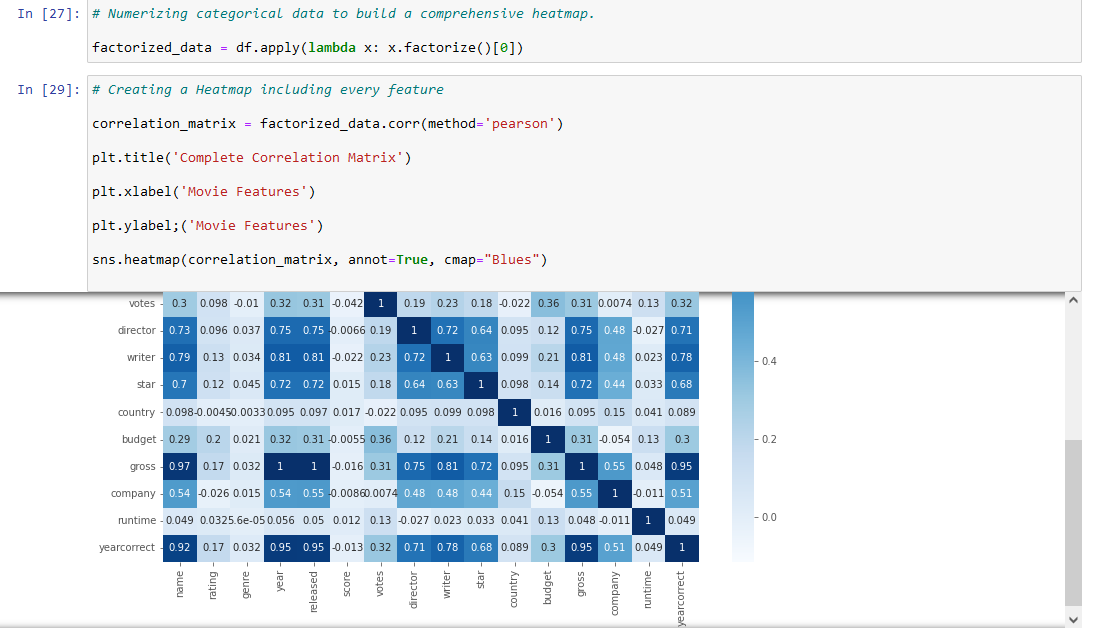 In [27]: # Numerizing categorical data to build a comprehensive heatmap.
factorized_data = df.apply(lambda x: x.factorize()[0])
In [29]: # Creating a Heatmap including every feature
correlation_matrix = factorized_data.corr(method='pearson')
plt.title('Complete Correlation Matrix')
plt.xlabel('Movie Features')
plt.ylabel;('Movie Features')
sns.heatmap(correlation_matrix, annot=True, cmap="Blues")
votes 0.3 0.098 -0.01 0.32 0.31 -0.042 1 0.19 0.23 0.18 -0.022 0.36 0.31 0.0074 0.13 0.32
director 0.73 0.096 0.037 0.75 0.75 -0.0066 0.19 1 0.72 0.64 0.095 0.12 0.75 0.48 -0.027 0.71
writer 0.79 0.13 0.034 0.81 0.81 -0.022 0.23 0.72 1 0.63 0.099 0.21 0.81 0.48 0.023 0.78
0.4
star 0.7 0.12 0.045 0.72 0.72 0.015 0.18 0.64 0.63 1 0.098 0.14 0.72 0.44 0.033 0.68
country 0.098 -0.0045 0.0033 0.095 0.097 0.017 -0.022 0.095 0.099 0.098 1 0.016 0.095 0.15 0.041 0.089
budget 0.29 0.2 0.021 0.32 0.31 -0.0055 0.36 0.12 0.21 0.14 0.016 1 0.31 -0.054 0.13 0.3
0.2
gross 0.97 0.17 0.032 1 1 -0.016 0.31 0.75 0.81 0.72 0.095 0.31 1 0.55 0.048 0.95
company 0.54 -0.026 0.015 0.54 0.55 -0.0086 0.0074 0.48 0.48 0.44 0.15 -0.054 0.55 1 -0.011 0.51
runtime 0.049 0.032 5.6e-05 0.056 0.05 0.012 0.13 -0.027 0.023 0.033 0.041 0.13 0.048 -0.011 1 0.049
0.0
yearcorrect 0.92 0.17 0.032 0.95 0.95 -0.013 0.32 0.71 0.78 0.68 0.089 0.3 0.95 0.51 0.049 1
name rating genre year released score votes director writer star country budget gross company runtime yearcorrect